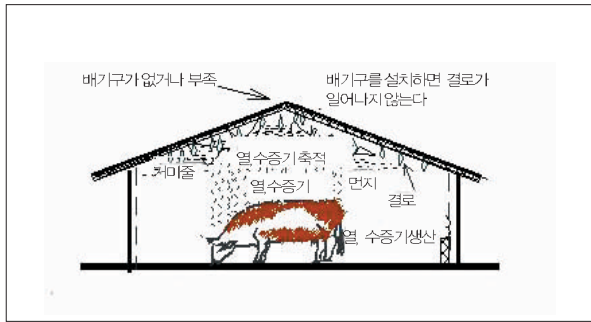 배기구가 없거나 부족
배기구를 설치하면 결로가
일어나지않는다
열수증기축적
거미줄
열수증기
먼지
결로
열 수증기생산